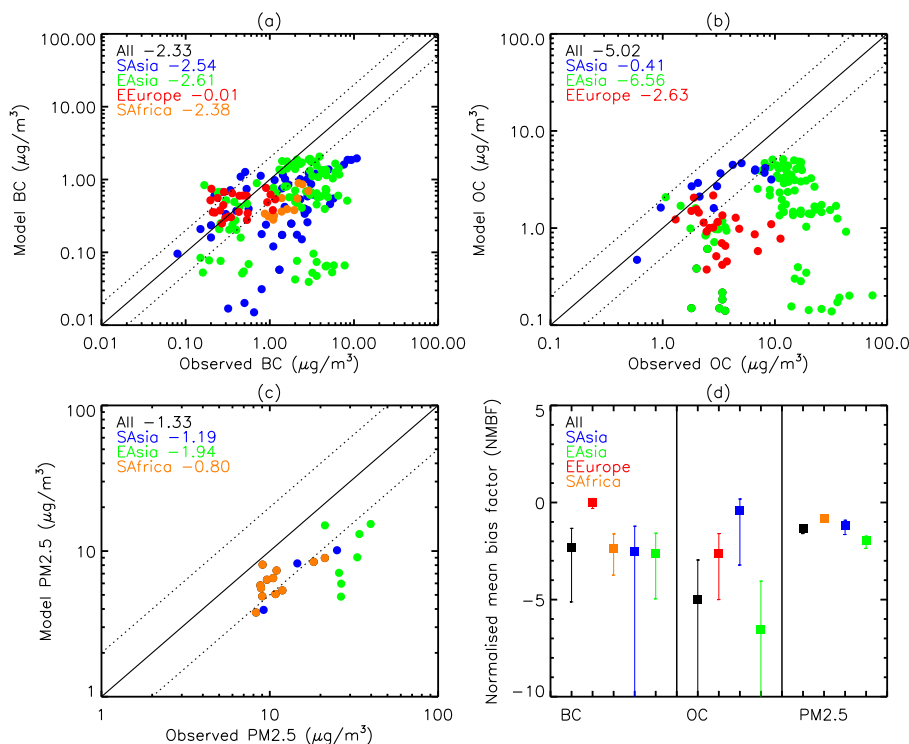 (a)
100.00
10.00
1.00
0.10
0.01
Model BC (μg/m³)
All −2.33
SAsia −2.54
EAsia −2.61
EEurope −0.01
SAfrica −2.38
0.01 0.10 1.00 10.00 100.00
Observed BC (μg/m³)
(b)
100.0
10.0
1.0
0.1
Model OC (μg/m³)
All −5.02
SAsia −0.41
EAsia −6.56
EEurope −2.63
0.1 1.0 10.0 100.0
Observed OC (μg/m³)
(c)
100
10
1
Model PM2.5 (μg/m³)
All −1.33
SAsia −1.19
EAsia −1.94
SAfrica −0.80
1 10 100
Observed PM2.5 (μg/m³)
(d)
5
0
−5
−10
Normalised mean bias factor (NMBF)
All
SAsia
EAsia
EEurope
SAfrica
BC OC PM2.5